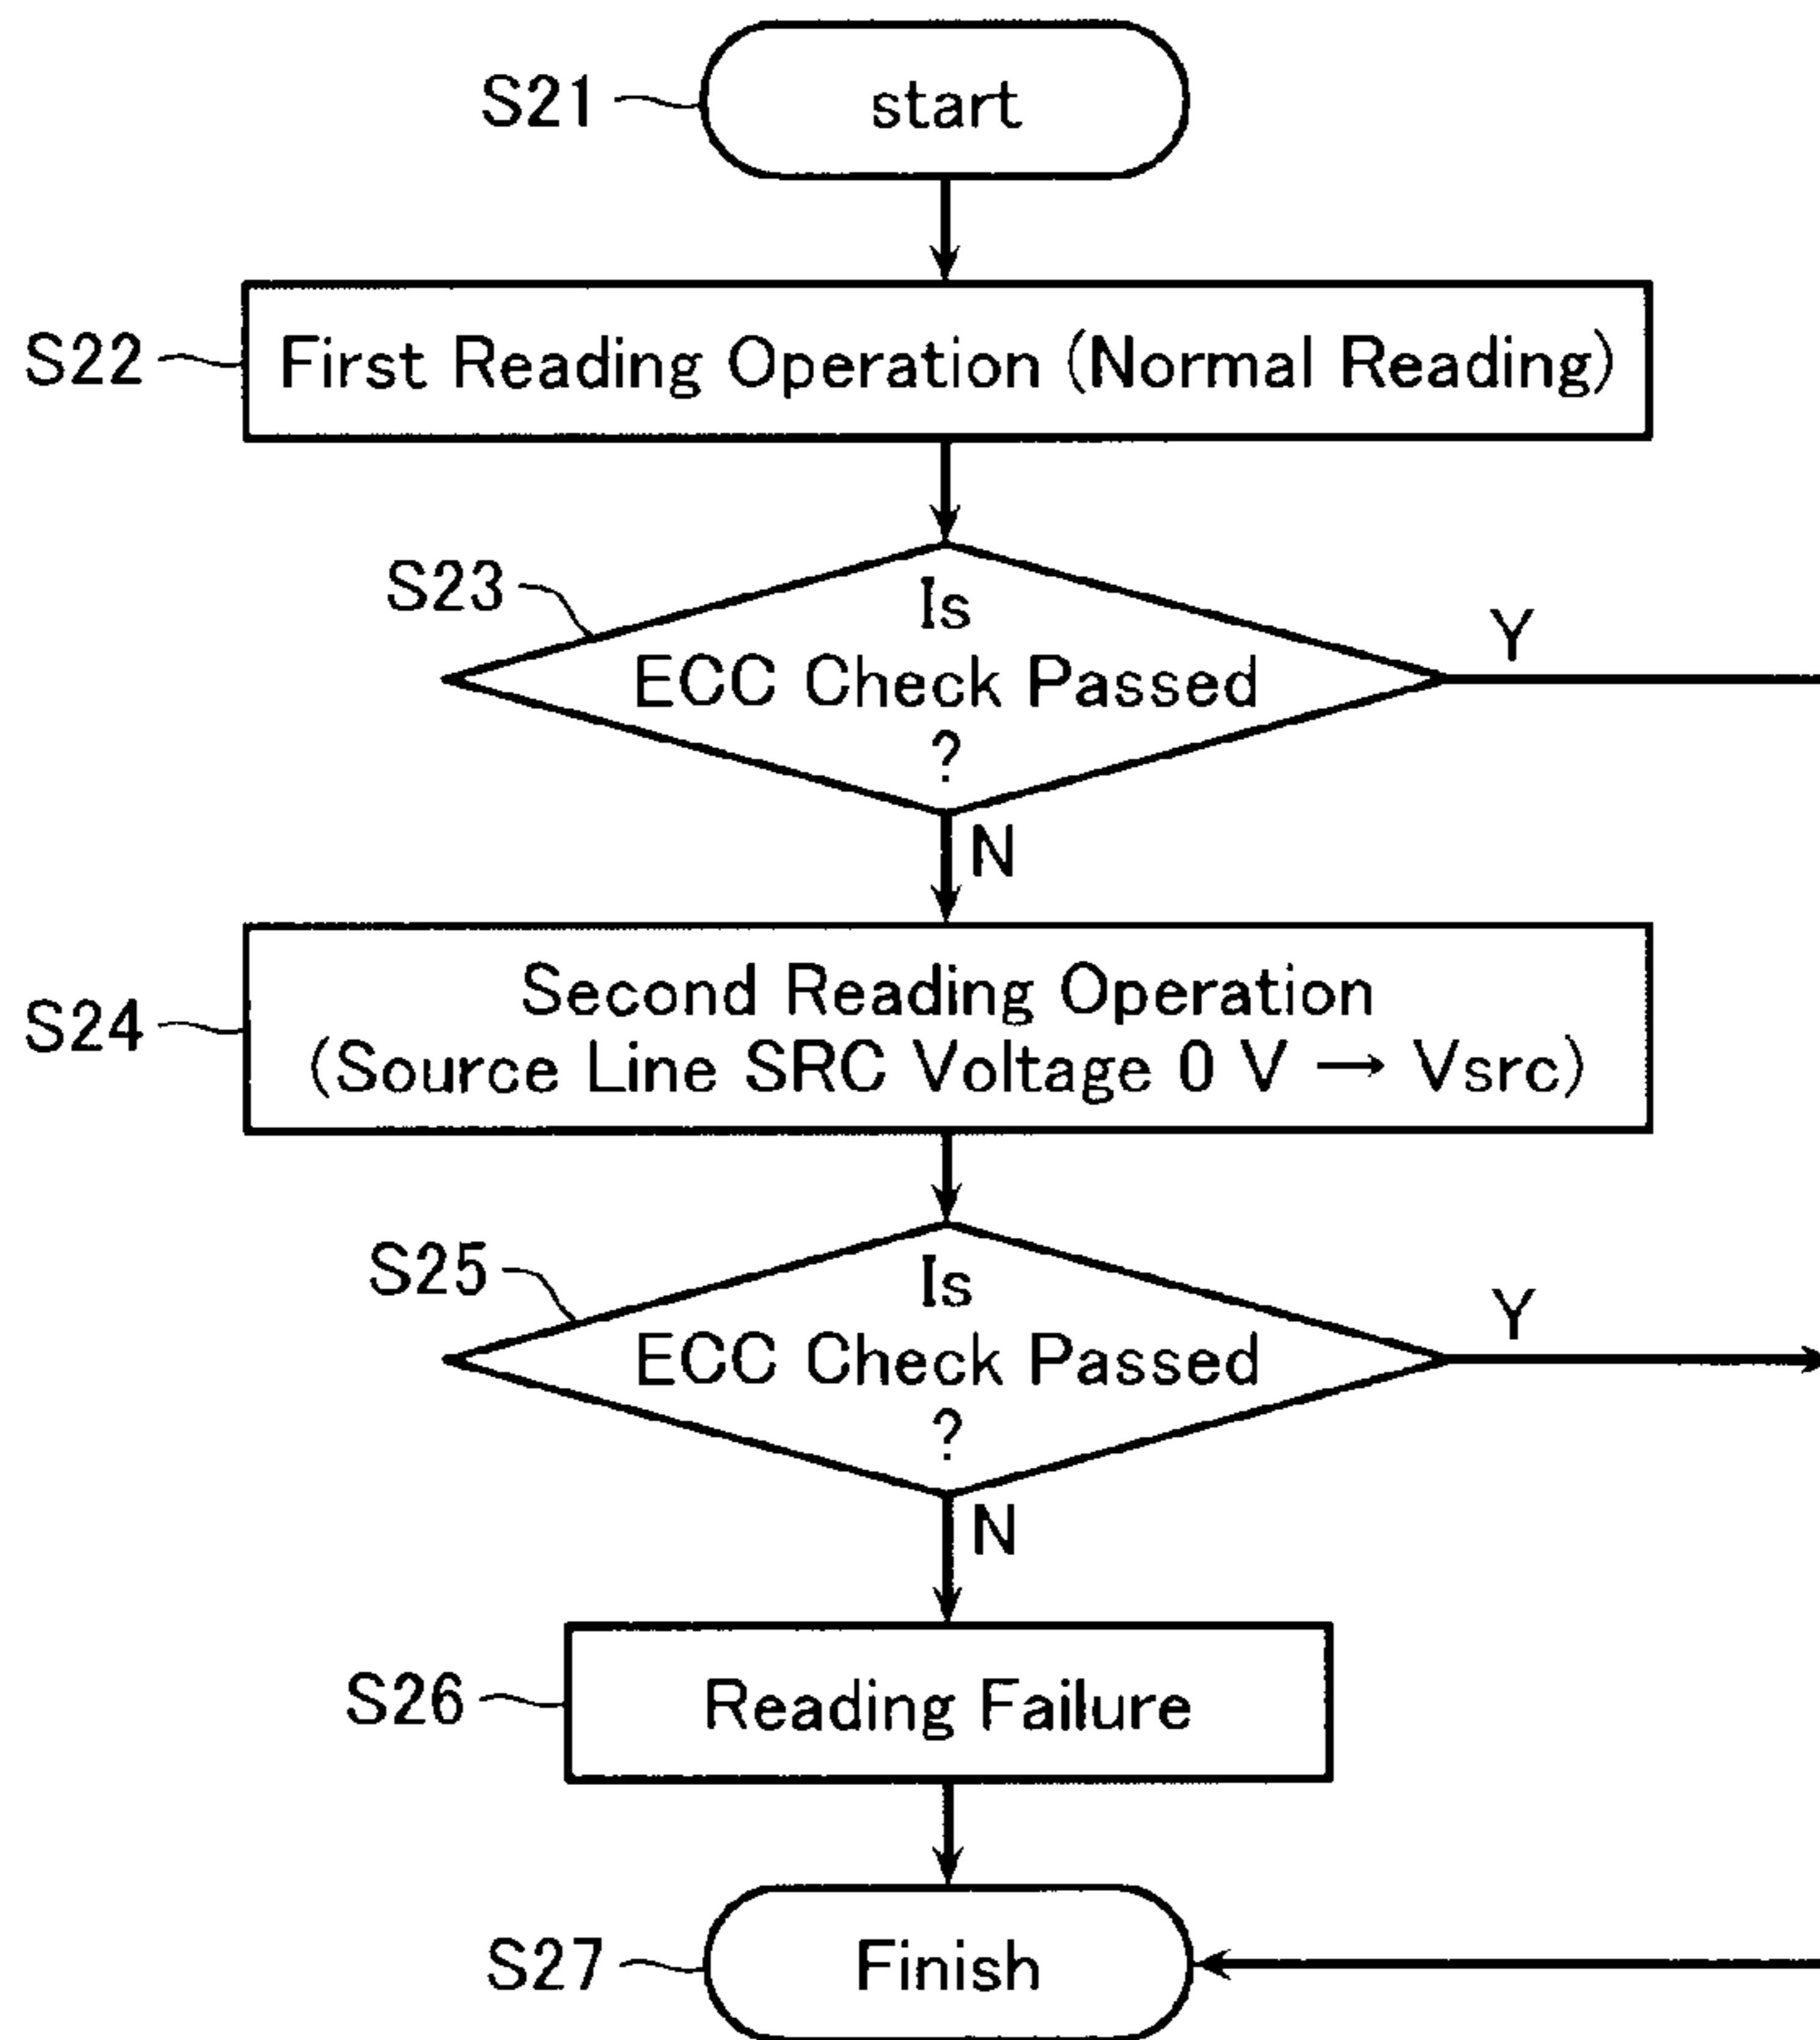 S21
start
S22
First Reading Operation (Normal Reading)
S23
Is
ECC Check Passed
?
Y
N
S24
Second Reading Operation
(Source Line SRC Voltage 0 V → Vsrc)
S25
Is
ECC Check Passed
?
Y
N
S26
Reading Failure
S27
Finish